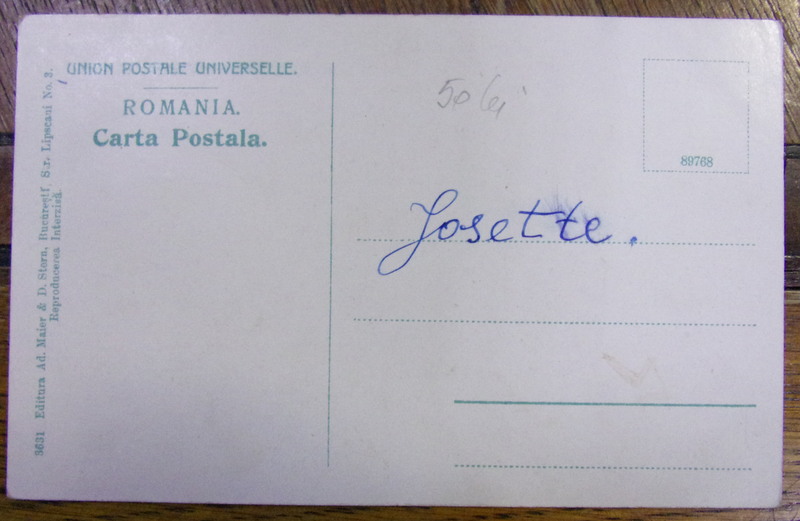 UNION POSTALE UNIVERSELLE.
ROMANIA.
Carta Postala.
50 lei
89768
Josette.
3631 Editura Ad. Maier & D. Stern, Bucureştĭ, Str. Lipscani No. 3.
Reproducerea Interzisă.